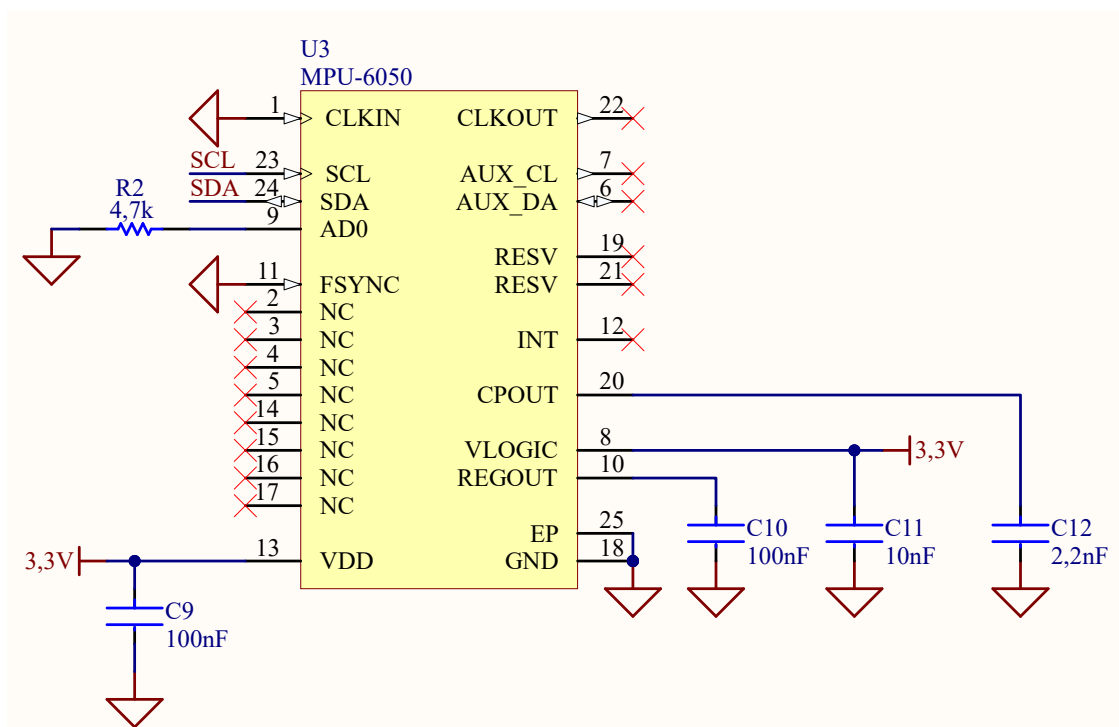 U3
MPU-6050
1 CLKIN CLKOUT 22
SCL 23 SCL AUX_CL 7
SDA 24 SDA AUX_DA 6
R2
4,7k
9 AD0
RESV 19
11 FSYNC RESV 21
2 NC
3 NC INT 12
4 NC
5 NC CPOUT 20
14 NC
15 NC VLOGIC 8 3,3V
16 NC REGOUT 10
17 NC
EP 25
3,3V 13 VDD GND 18
C10
100nF
C11
10nF
C12
2,2nF
C9
100nF